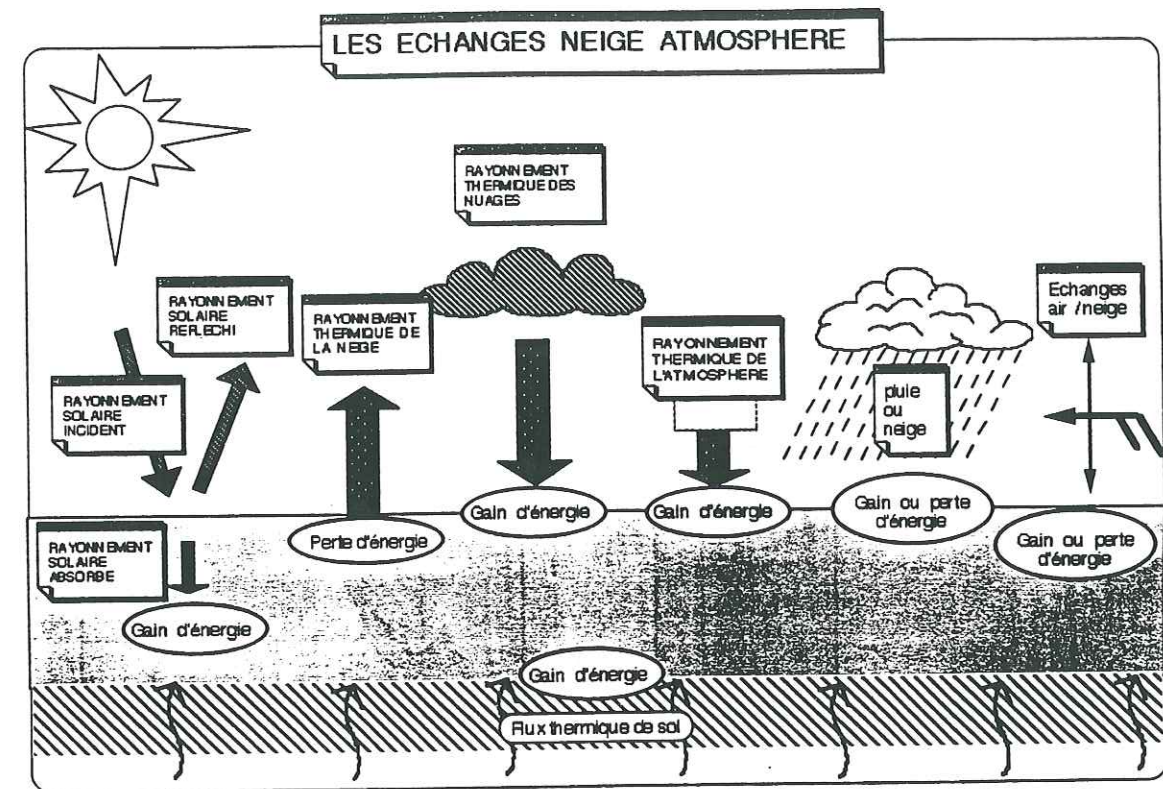 LES ECHANGES NEIGE ATMOSPHERE
RAYONNEMENT
THERMIQUE DES
NUAGES
RAYONNEMENT
SOLAIRE
REFLECHI
RAYONNEMENT
THERMIQUE DE
LA NEIGE
RAYONNEMENT
THERMIQUE DE
L'ATMOSPHERE
Echanges
air /neige
RAYONNEMENT
SOLAIRE
INCIDENT
pluie
ou
neige
Gain d'énergie
Gain d'énergie
Gain ou perte
d'énergie
Perte d'énergie
Gain ou perte
d'énergie
RAYONNEMENT
SOLAIRE
ABSORBE
Gain d'énergie
Gain d'énergie
Flux thermique de sol